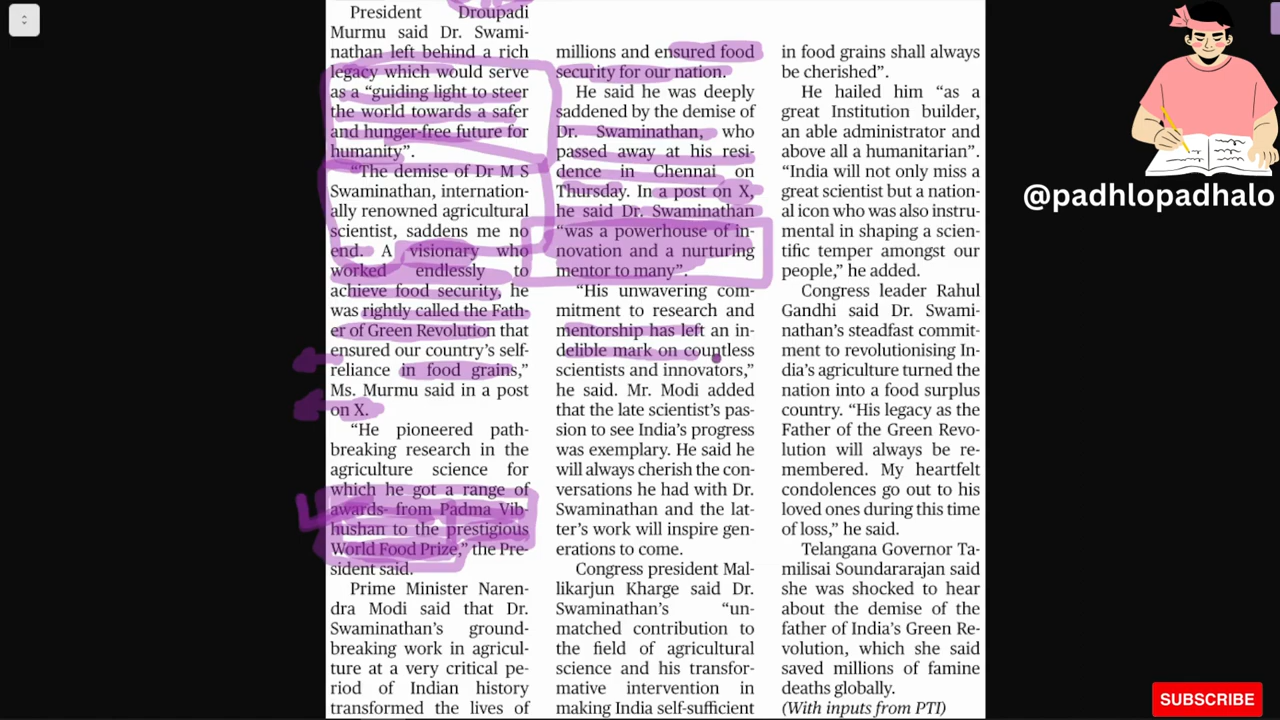 President Droupadi
Murmu said Dr. Swami-
nathan left behind a rich
legacy which would serve
as a “guiding light to steer
the world towards a safer
and hunger-free future for
humanity”.
“The demise of Dr M S
Swaminathan, internation-
ally renowned agricultural
scientist, saddens me no
end. A visionary who
worked endlessly to
achieve food security, he
was rightly called the Fath-
er of Green Revolution that
ensured our country’s self-
reliance in food grains,”
Ms. Murmu said in a post
on X.
“He pioneered path-
breaking research in the
agriculture science for
which he got a range of
awards- from Padma Vib-
hushan to the prestigious
World Food Prize,” the Pre-
sident said.
Prime Minister Naren-
dra Modi said that Dr.
Swaminathan’s ground-
breaking work in agricul-
ture at a very critical pe-
riod of Indian history
transformed the lives of
millions and ensured food
security for our nation.
He said he was deeply
saddened by the demise of
Dr. Swaminathan, who
passed away at his resi-
dence in Chennai on
Thursday. In a post on X,
he said Dr. Swaminathan
“was a powerhouse of in-
novation and a nurturing
mentor to many”.
“His unwavering com-
mitment to research and
mentorship has left an in-
delible mark on countless
scientists and innovators,”
he said. Mr. Modi added
that the late scientist’s pas-
sion to see India’s progress
was exemplary. He said he
will always cherish the con-
versations he had with Dr.
Swaminathan and the lat-
ter’s work will inspire gen-
erations to come.
Congress president Mal-
likarjun Kharge said Dr.
Swaminathan’s “un-
matched contribution to
the field of agricultural
science and his transfor-
mative intervention in
making India self-sufficient
in food grains shall always
be cherished”.
He hailed him “as a
great Institution builder,
an able administrator and
above all a humanitarian”.
“India will not only miss a
great scientist but a nation-
al icon who was also instru-
mental in shaping a scien-
tific temper amongst our
people,” he added.
Congress leader Rahul
Gandhi said Dr. Swami-
nathan’s steadfast commit-
ment to revolutionising In-
dia’s agriculture turned the
nation into a food surplus
country. “His legacy as the
Father of the Green Revo-
lution will always be re-
membered. My heartfelt
condolences go out to his
loved ones during this time
of loss,” he said.
Telangana Governor Ta-
milisai Soundararajan said
she was shocked to hear
about the demise of the
father of India’s Green Re-
volution, which she said
saved millions of famine
deaths globally.
(With inputs from PTI)
@padhlopadhalo
SUBSCRIBE